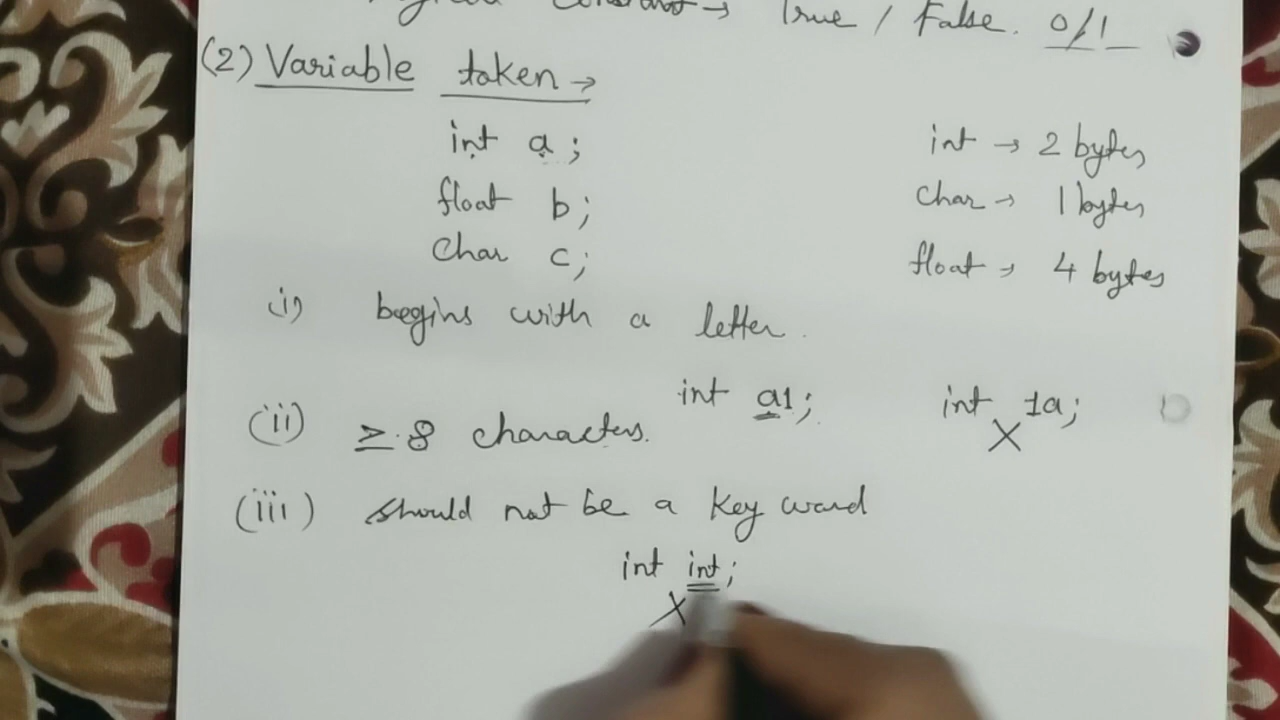 Constant → True / False. 0/1
(2) Variable taken →
int a; int → 2 bytes
float b; Char → 1 bytes
Char c; float → 4 bytes
(i) begins with a letter.
int a1; int 1a; X
(ii) ≥ 8 characters.
(iii) should not be a key word
int int;
X